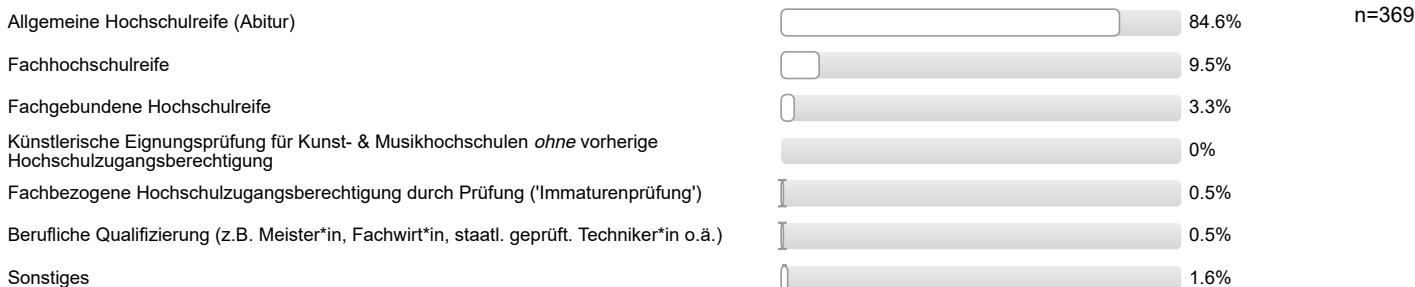 Allgemeine Hochschulreife (Abitur) 84.6% n=369
Fachhochschulreife 9.5%
Fachgebundene Hochschulreife 3.3%
Künstlerische Eignungsprüfung für Kunst- & Musikhochschulen ohne vorherige
Hochschulzugangsberechtigung 0%
Fachbezogene Hochschulzugangsberechtigung durch Prüfung ('Immaturenprüfung') 0.5%
Berufliche Qualifizierung (z.B. Meister*in, Fachwirt*in, staatl. geprüft. Techniker*in o.ä.) 0.5%
Sonstiges 1.6%